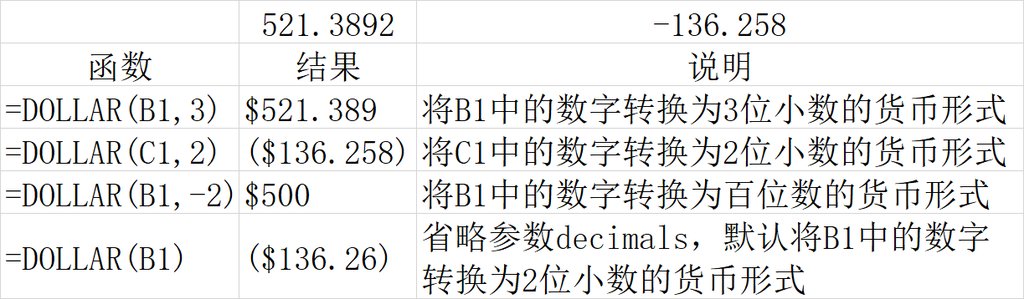 521.3892 -136.258
函数 结果 说明
=DOLLAR(B1,3) $521.389 将B1中的数字转换为3位小数的货币形式
=DOLLAR(C1,2) ($136.258) 将C1中的数字转换为2位小数的货币形式
=DOLLAR(B1,-2) $500 将B1中的数字转换为百位数的货币形式
=DOLLAR(B1) ($136.26) 省略参数decimals，默认将B1中的数字
转换为2位小数的货币形式